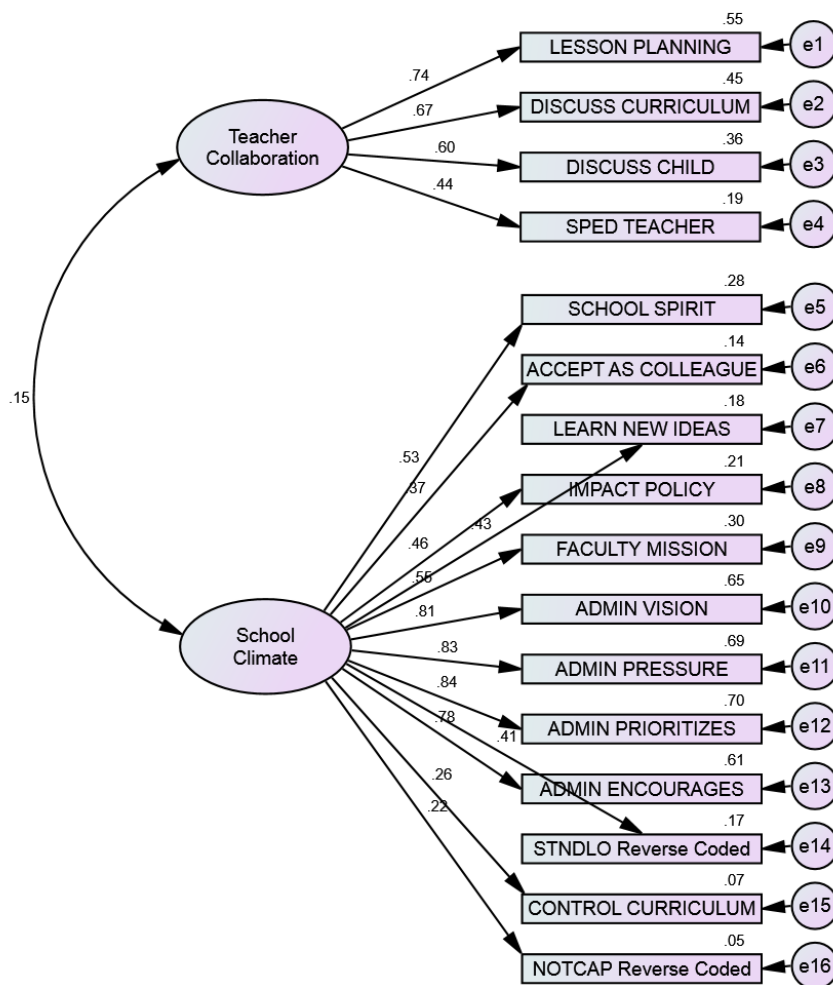 .55
LESSON PLANNING
e1
.74
.45
DISCUSS CURRICULUM
e2
.67
Teacher
Collaboration
.36
DISCUSS CHILD
e3
.60
.19
SPED TEACHER
e4
.44
.28
SCHOOL SPIRIT
e5
.14
ACCEPT AS COLLEAGUE
e6
.15
.18
LEARN NEW IDEAS
e7
.53
.37
.21
IMPACT POLICY
e8
.43
.46
.30
FACULTY MISSION
e9
.55
.65
ADMIN VISION
e10
.81
School
Climate
.69
ADMIN PRESSURE
e11
.83
.84
.70
ADMIN PRIORITIZES
e12
.78
.41
.61
ADMIN ENCOURAGES
e13
.26
.22
.17
STNDLO Reverse Coded
e14
.07
CONTROL CURRICULUM
e15
.05
NOTCAP Reverse Coded
e16